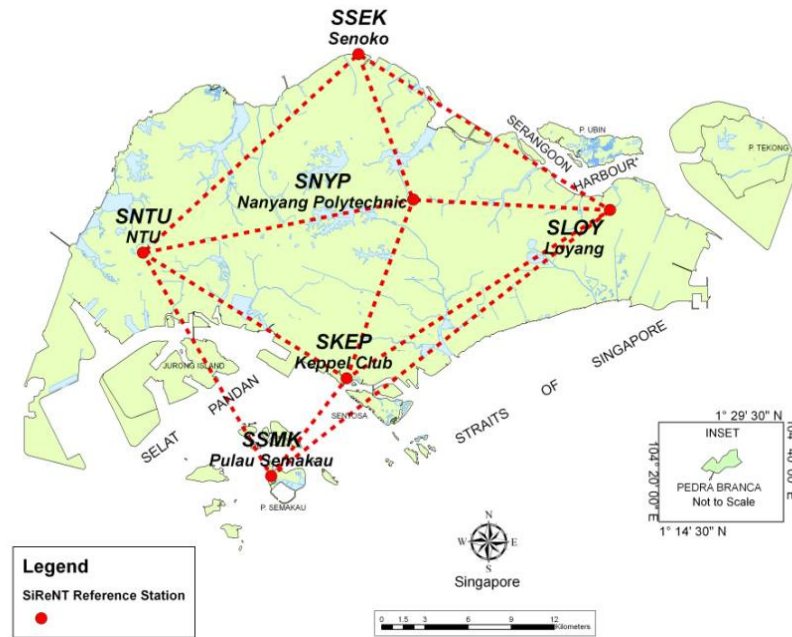 SSEK
Senoko
SERANGOON
HARBOUR
P. UBIN
P. TEKONG
SNYP
Nanyang Polytechnic
SNTU
NTU
SLOY
Loyang
SKEP
Keppel Club
JURONG ISLAND
SELAT PANDAN
SENTOSA
STRAITS OF SINGAPORE
SSMK
Pulau Semakau
P. SEMAKAU
1° 29' 30" N
INSET
104° 20' 00" E
104° 40' 00" E
PEDRA BRANCA
Not to Scale
1° 14' 30" N
N
W E
S
Singapore
Legend
SiReNT Reference Station
0 1.5 3 6 9 12
Kilometers